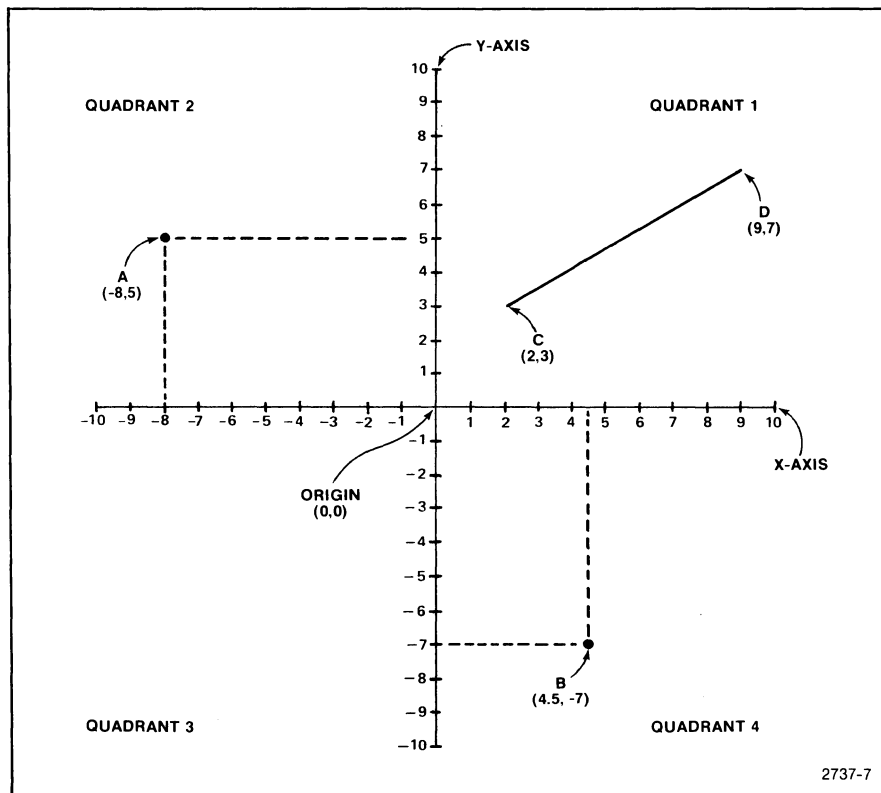 Y-AXIS
10
QUADRANT 2
9
QUADRANT 1
8
7
6
D
(9,7)
5
A
(-8,5)
4
3
C
(2,3)
2
1
-10 -9 -8 -7 -6 -5 -4 -3 -2 -1 1 2 3 4 5 6 7 8 9 10
-1
X-AXIS
-2
ORIGIN
(0,0)
-3
-4
-5
-6
-7
B
(4.5, -7)
-8
-9
QUADRANT 3
QUADRANT 4
-10
2737-7